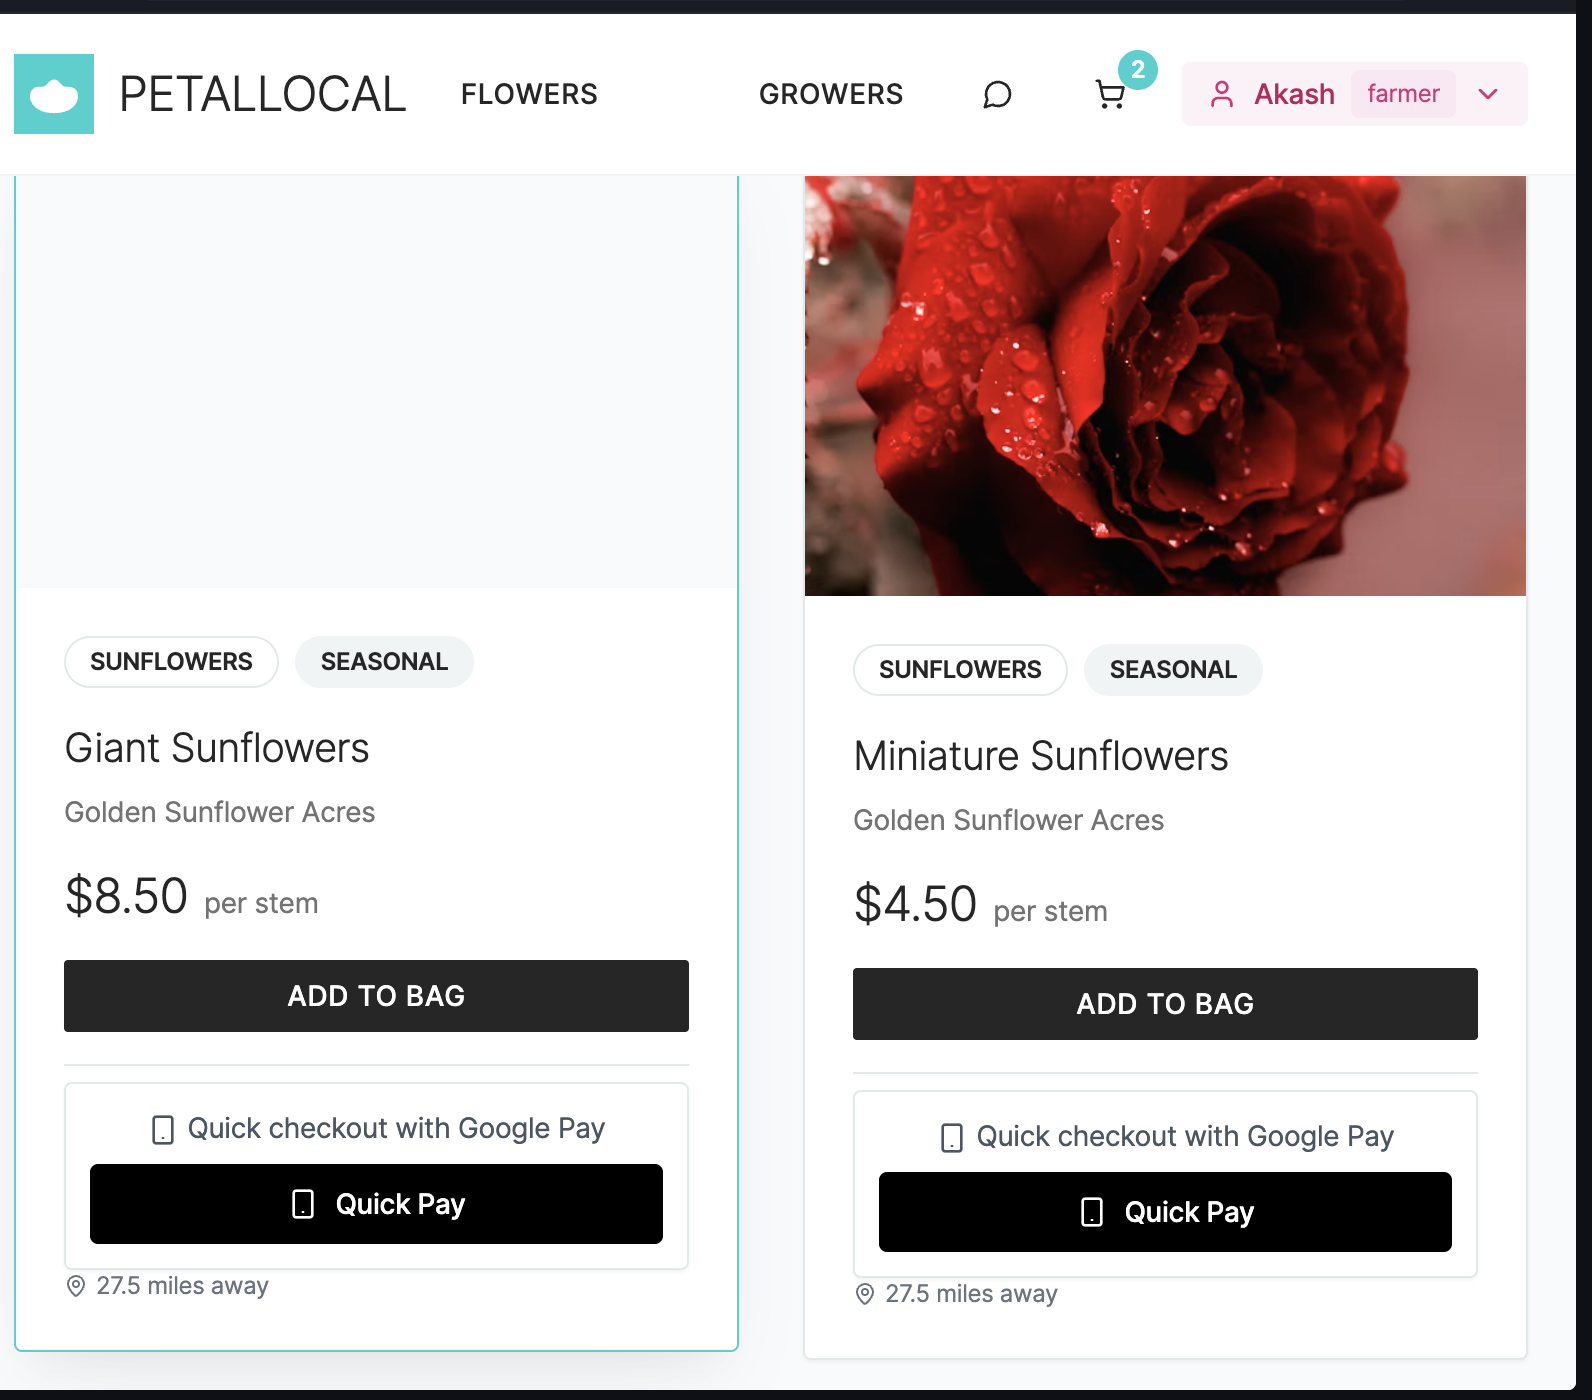 PETALLOCAL FLOWERS GROWERS 2 Akash farmer
SUNFLOWERS SEASONAL
Giant Sunflowers
Golden Sunflower Acres
$8.50 per stem
ADD TO BAG
Quick checkout with Google Pay
Quick Pay
27.5 miles away
SUNFLOWERS SEASONAL
Miniature Sunflowers
Golden Sunflower Acres
$4.50 per stem
ADD TO BAG
Quick checkout with Google Pay
Quick Pay
27.5 miles away